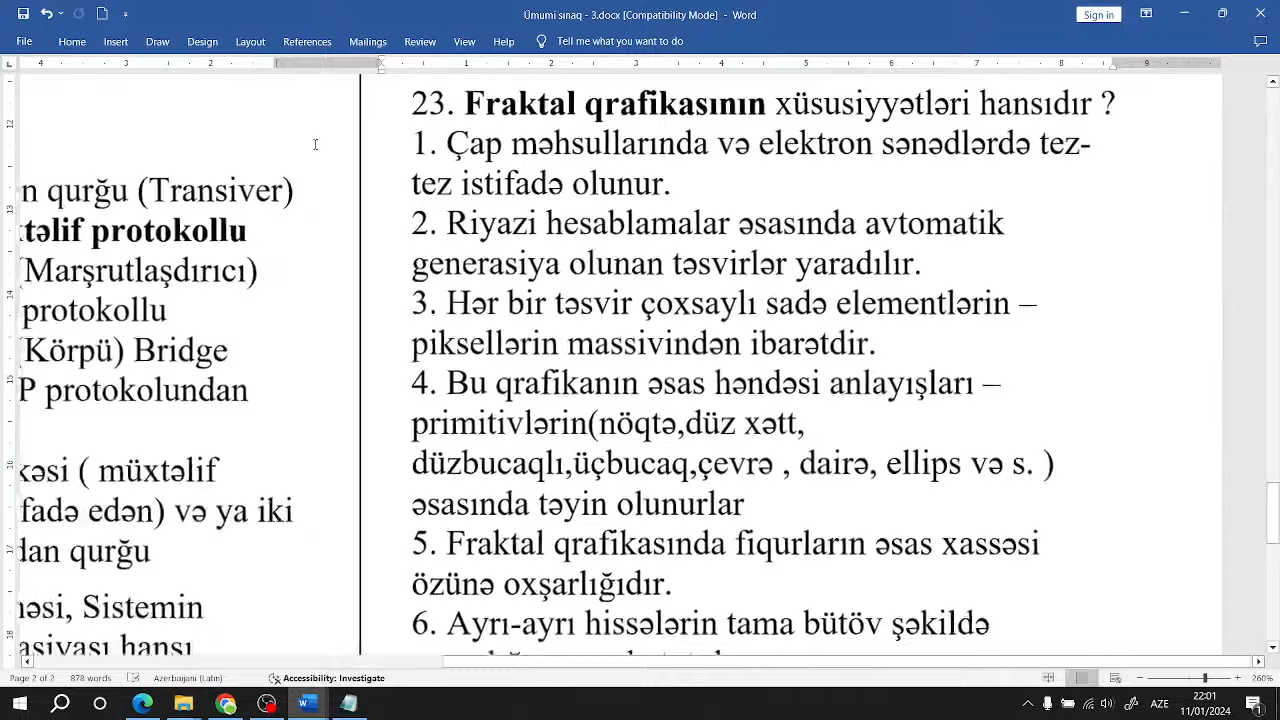 Ümumi sınaq - 3.docx [Compatibility Mode] - Word
Sign in
File Home Insert Draw Design Layout References Mailings Review View Help Tell me what you want to do
n qurğu (Transiver)
təlif protokollu
(Marşrutlaşdırıcı)
protokollu
(Körpü) Bridge
P protokolundan
kəsi ( müxtəlif
fadə edən) və ya iki
dan qurğu
nəsi, Sistemin
asiyası hansı
23. Fraktal qrafikasının xüsusiyyətləri hansıdır ?
1. Çap məhsullarında və elektron sənədlərdə tez-
tez istifadə olunur.
2. Riyazi hesablamalar əsasında avtomatik
generasiya olunan təsvirlər yaradılır.
3. Hər bir təsvir çoxsaylı sadə elementlərin –
piksellərin massivindən ibarətdir.
4. Bu qrafikanın əsas həndəsi anlayışları –
primitivlərin(nöqtə,düz xətt,
düzbucaqlı,üçbucaq,çevrə , dairə, ellips və s. )
əsasında təyin olunurlar
5. Fraktal qrafikasında fiqurların əsas xassəsi
özünə oxşarlığıdır.
6. Ayrı-ayrı hissələrin tama bütöv şəkildə
Page 2 of 2 878 words Azerbaijani (Latin) Accessibility: Investigate 260%
AZE 22:01
11/01/2024